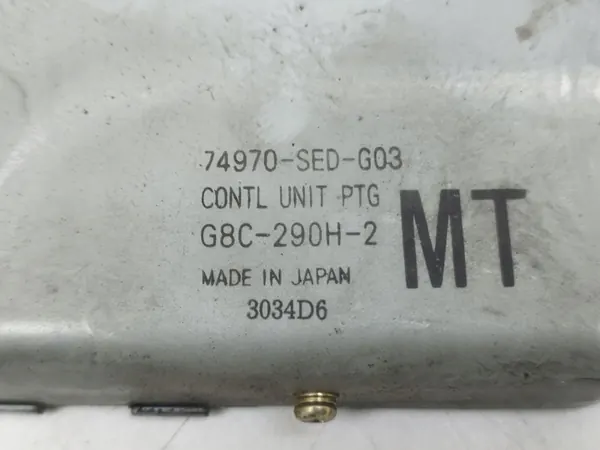 74970-SED-G03
CONTL UNIT PTG
G8C-290H-2
MT
MADE IN JAPAN
3034D6